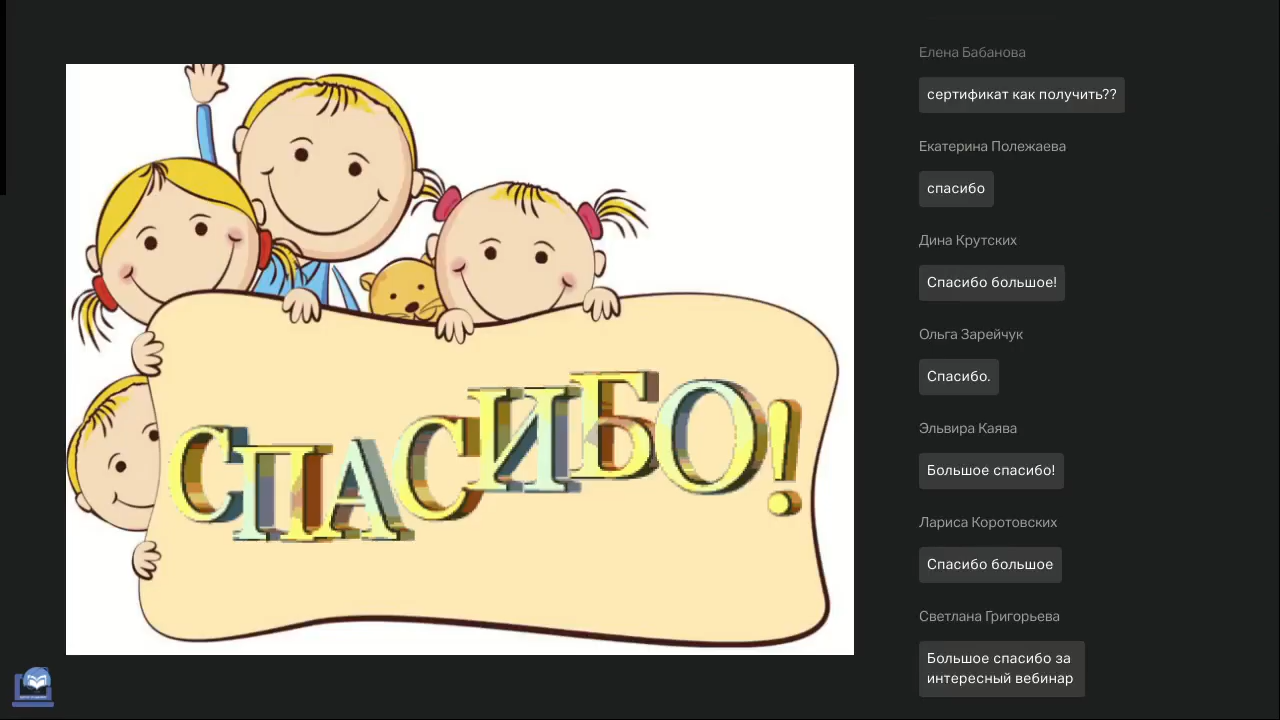 СПАСИБО!
Елена Бабанова
сертификат как получить??
Екатерина Полежаева
спасибо
Дина Крутских
Спасибо большое!
Ольга Зарейчук
Спасибо.
Эльвира Каява
Большое спасибо!
Лариса Коротовских
Спасибо большое
Светлана Григорьева
Большое спасибо за
интересный вебинар